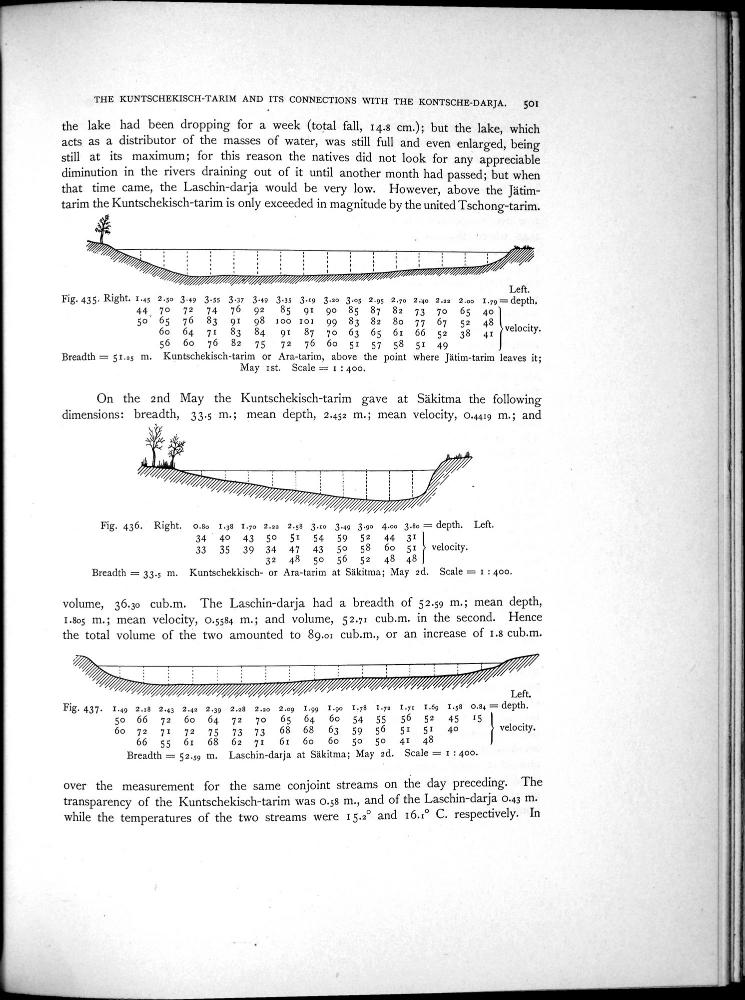 THE KUNTSCHEKISCH-TARIM AND ITS CONNECTIONS WITH THE KONTSCHE-DARJA. 501
the lake had been dropping for a week (total fall, 14.8 cm.); but the lake, which
acts as a distributor of the masses of water, was still full and even enlarged, being
still at its maximum; for this reason the natives did not look for any appreciable
diminution in the rivers draining out of it until another month had passed; but when
that time came, the Laschin-darja would be very low. However, above the Jätim-
tarim the Kuntschekisch-tarim is only exceeded in magnitude by the united Tschong-tarim.
Left.
Fig. 435. Right. 1.45 2.50 3.49 3.55 3.37 3.49 3.35 3.19 3.20 3.05 2.95 2.70 2.40 2.22 2.00 1.79 = depth.
44 70 72 74 76 92 85 91 90 85 87 82 73 70 65 40
50 65 76 83 91 98 100 101 99 83 82 80 77 67 52 48 velocity.
60 64 71 83 84 91 87 70 63 65 61 66 52 38 41
56 60 76 82 75 72 76 60 51 57 58 51 49
Breadth = 51.25 m. Kuntschekisch-tarim or Ara-tarim, above the point where Jätim-tarim leaves it;
May 1st. Scale = 1 : 400.
On the 2nd May the Kuntschekisch-tarim gave at Säkitma the following
dimensions: breadth, 33.5 m.; mean depth, 2.452 m.; mean velocity, 0.4419 m.; and
Fig. 436. Right. 0.80 1.38 1.70 2.22 2.58 3.10 3.49 3.90 4.00 3.80 = depth. Left.
34 40 43 50 51 54 59 52 44 31
33 35 39 34 47 43 50 58 60 51 velocity.
32 48 50 56 52 48 48
Breadth = 33.5 m. Kuntschekkisch- or Ara-tarim at Säkitma; May 2d. Scale = 1 : 400.
volume, 36.30 cub.m. The Laschin-darja had a breadth of 52.59 m.; mean depth,
1.805 m.; mean velocity, 0.5584 m.; and volume, 52.71 cub.m. in the second. Hence
the total volume of the two amounted to 89.01 cub.m., or an increase of 1.8 cub.m.
Left.
Fig. 437. 1.49 2.18 2.43 2.42 2.39 2.28 2.20 2.09 1.99 1.90 1.78 1.72 1.71 1.69 1.58 0.84 = depth.
50 66 72 60 64 72 70 65 64 60 54 55 56 52 45 15
60 72 71 72 75 73 73 68 68 63 59 56 51 51 40 velocity.
66 55 61 68 62 71 61 60 60 50 50 41 48
Breadth = 52.59 m. Laschin-darja at Säkitma; May 2d. Scale = 1 : 400.
over the measurement for the same conjoint streams on the day preceding. The
transparency of the Kuntschekisch-tarim was 0.58 m., and of the Laschin-darja 0.43 m.
while the temperatures of the two streams were 15.2° and 16.1° C. respectively. In